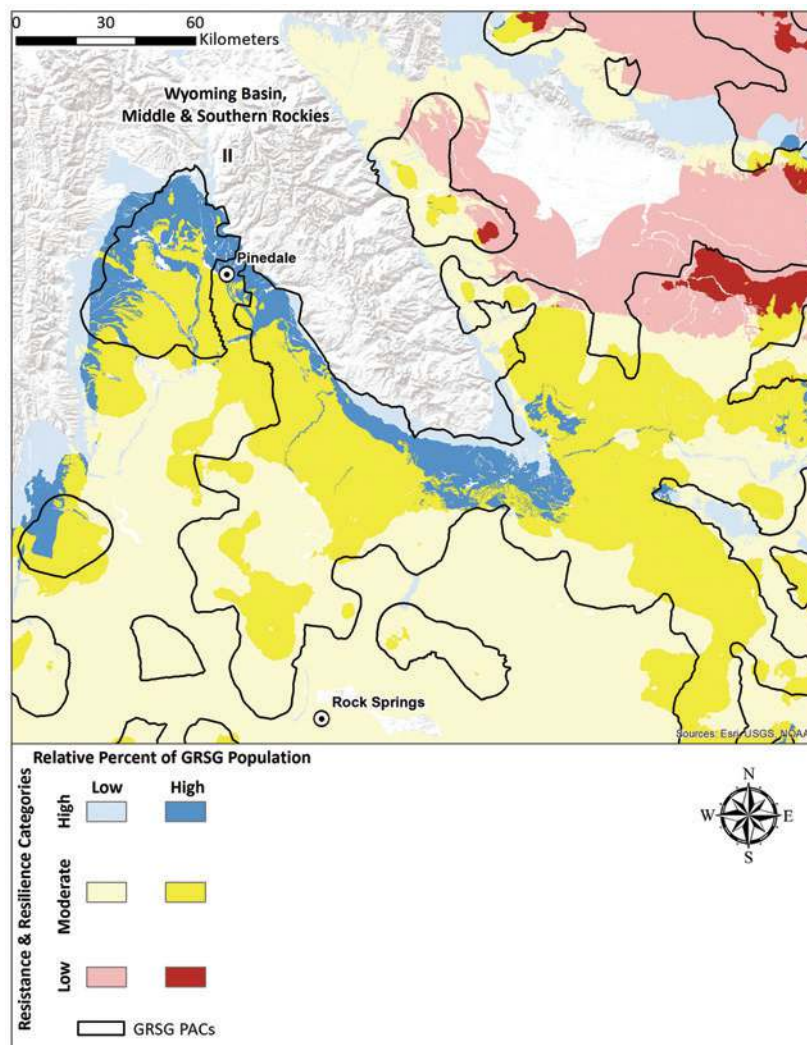 0 30 60
Kilometers
Wyoming Basin,
Middle & Southern Rockies
II
Pinedale
Rock Springs
Sources: Esri, USGS, NOAA
Relative Percent of GRSG Population
Low High
Resistance & Resilience Categories
High
Moderate
Low
GRSG PACs
N
W E
S